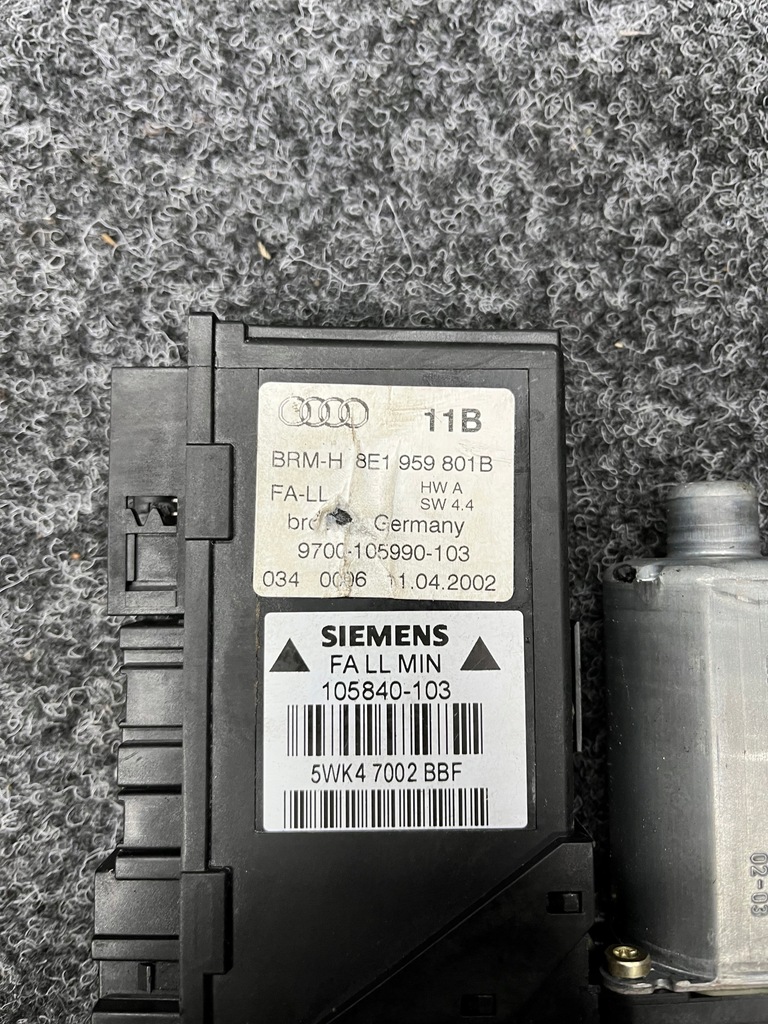 11B
BRM-H 8E1 959 801B
FA-LL
HW A
SW 4.4
Germany
9700-105990-103
034 0096 11.04.2002
SIEMENS
FA LL MIN
105840-103
5WK4 7002 BBF
02-03